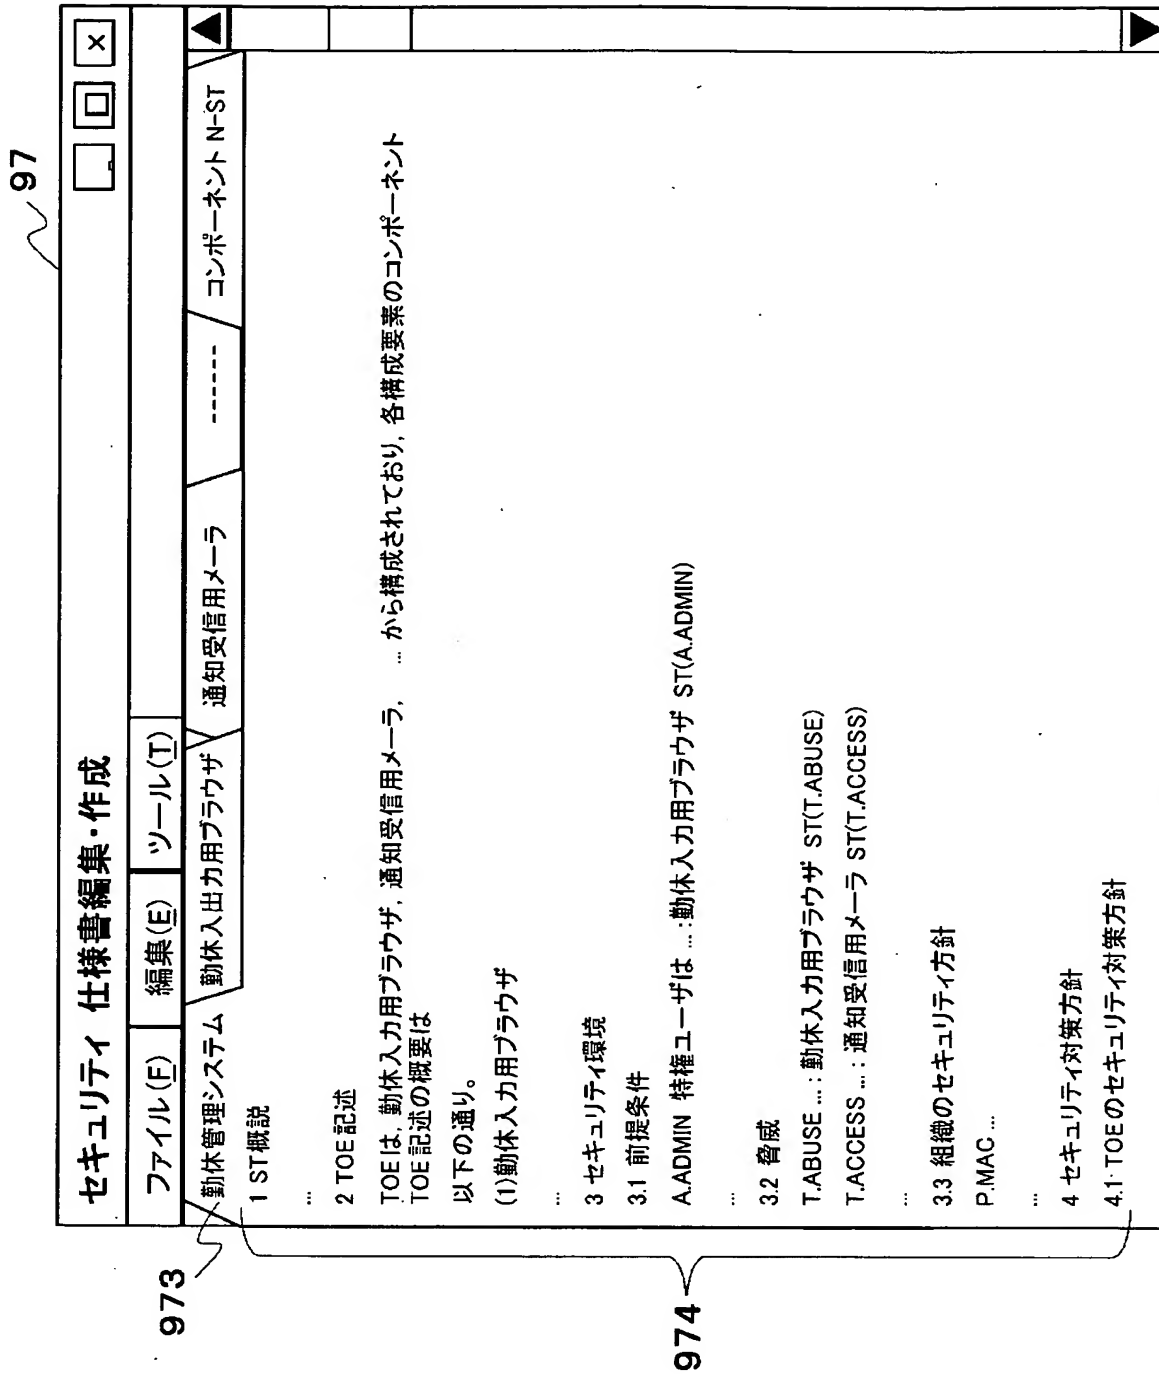 97
セキュリティ 仕様書編集・作成
ファイル(F) 編集(E) ツール(T)
勤休管理システム 勤休入出力用ブラウザ 通知受信用メーラ ------ コンポーネント N-ST
973
974
1 ST概説
...
2 TOE記述
TOEは, 勤休入力用ブラウザ, 通知受信用メーラ, ... から構成されており, 各構成要素のコンポーネント
TOE記述の概要は
以下の通り。
(1)勤休入力用ブラウザ
...
3 セキュリティ環境
3.1 前提条件
A.ADMIN 特権ユーザは ...:勤休入力用ブラウザ ST(A.ADMIN)
...
3.2 脅威
T.ABUSE ...: 勤休入力用ブラウザ ST(T.ABUSE)
T.ACCESS ...: 通知受信用メーラ ST(T.ACCESS)
...
3.3 組織のセキュリティ方針
P.MAC ...
...
4 セキュリティ対策方針
4.1 TOEのセキュリティ対策方針